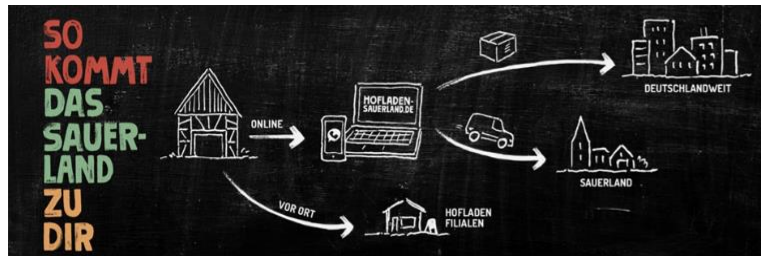 SO
KOMMT
DAS
SAUER-
LAND
ZU
DIR
ONLINE
HOFLADEN-
SAUERLAND.DE
DEUTSCHLANDWEIT
SAUERLAND
VOR ORT
HOFLADEN
FILIALEN